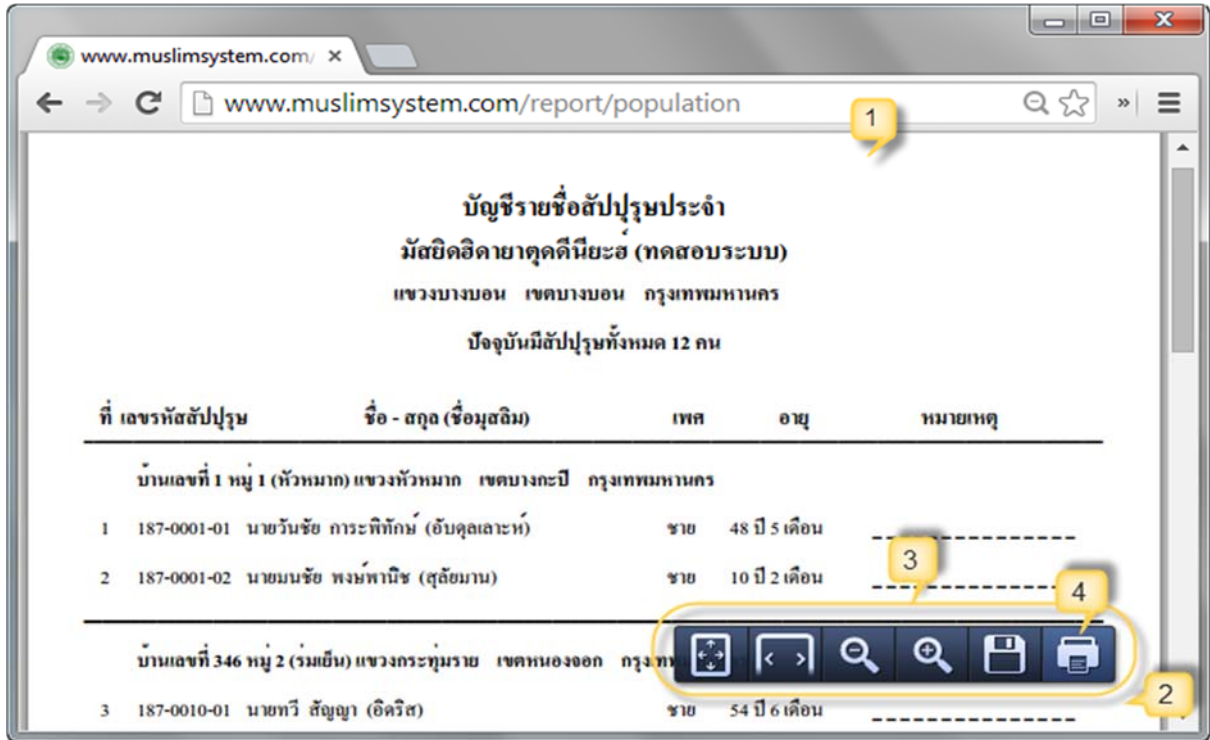 www.muslimsystem.com/
www.muslimsystem.com/report/population
1
บัญชีรายชื่อสัปปุรุษประจำ
มัสยิดฮิดายาตุดดีนียะฮ์ (ทดสอบระบบ)
แขวงบางบอน เขตบางบอน กรุงเทพมหานคร
ปัจจุบันมีสัปปุรุษทั้งหมด 12 คน
ที่ เลขรหัสสัปปุรุษ ชื่อ - สกุล (ชื่อมุสลิม) เพศ อายุ หมายเหตุ
บ้านเลขที่ 1 หมู่ 1 (หัวหมาก) แขวงหัวหมาก เขตบางกะปี กรุงเทพมหานคร
1 187-0001-01 นายวันชัย การะพิทักษ์ (อับดุลเลาะห์) ชาย 48 ปี 5 เดือน
2 187-0001-02 นายมนชัย พงษ์พานิช (สุลัยมาน) ชาย 10 ปี 2 เดือน
3
4
บ้านเลขที่ 346 หมู่ 2 (ร่มเย็น) แขวงกระทุ่มราย เขตหนองจอก
2
3 187-0010-01 นายทวี สัญญา (อิดริส) ชาย 54 ปี 6 เดือน